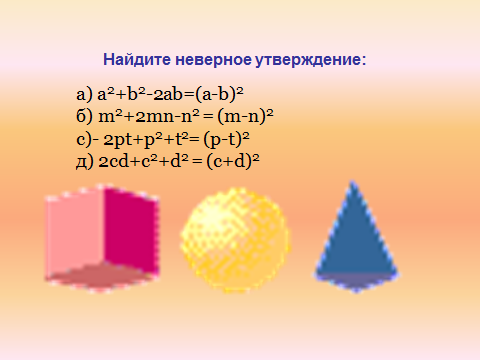 Найдите неверное утверждение:
а) a²+b²-2ab=(a-b)²
б) m²+2mn-n² = (m-n)²
с)- 2pt+p²+t²= (p-t)²
д) 2cd+c²+d² = (c+d)²